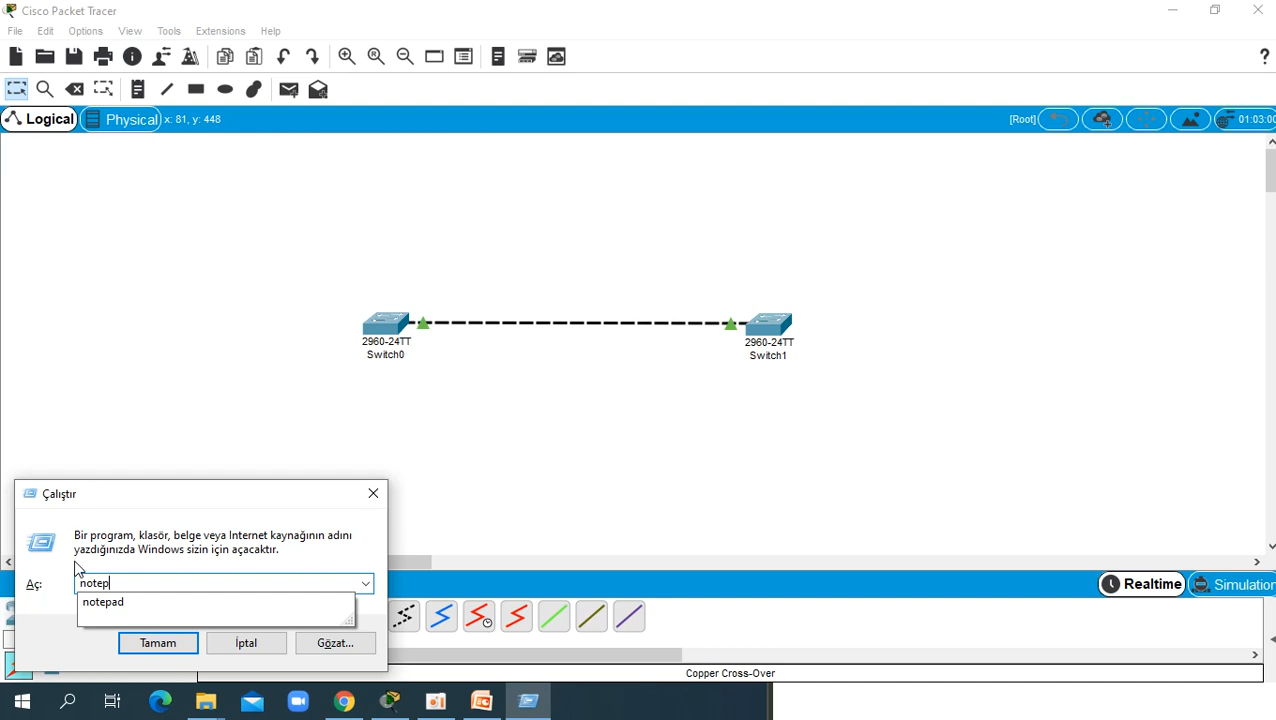 Cisco Packet Tracer
File Edit Options View Tools Extensions Help
?
Logical Physical x: 81, y: 448 [Root] 01:03:00
2960-24TT
Switch0
2960-24TT
Switch1
Çalıştır
Bir program, klasör, belge veya Internet kaynağının adını
yazdığınızda Windows sizin için açacaktır.
Aç: notep
notepad
Tamam İptal Gözat...
Realtime Simulation
Copper Cross-Over